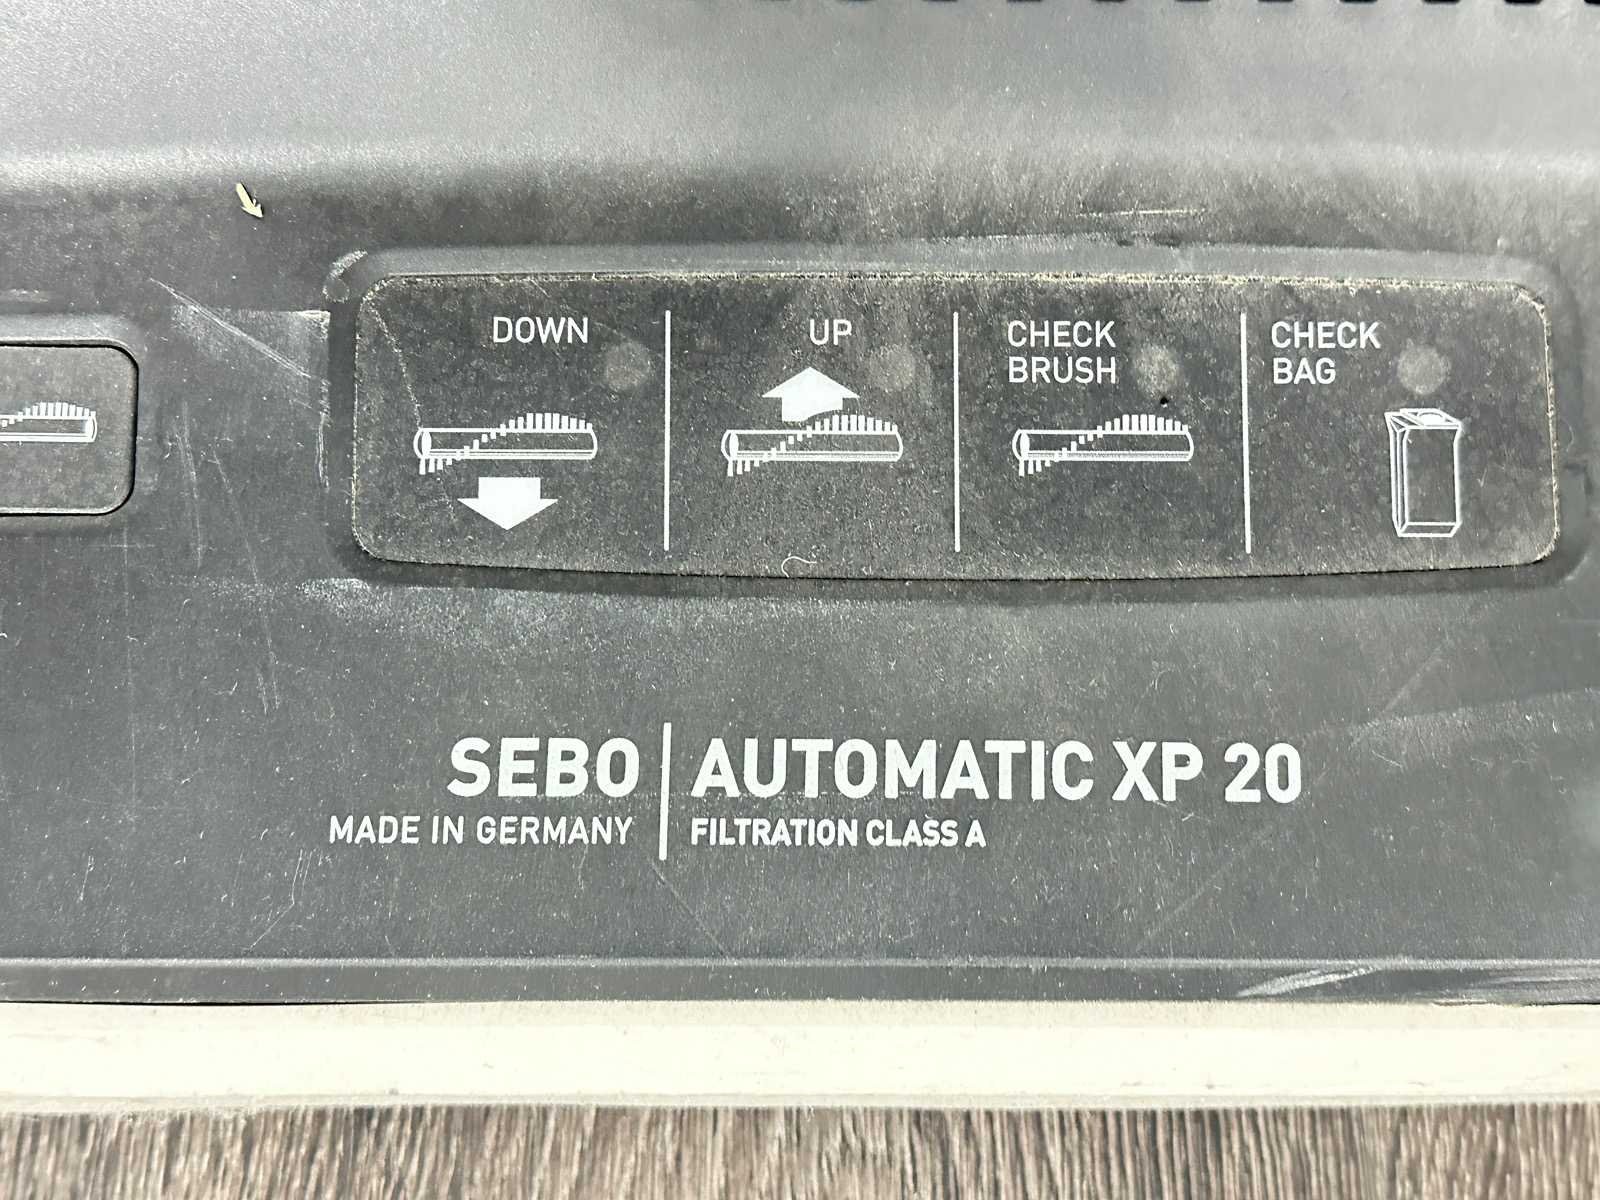 DOWN
UP
CHECK
BRUSH
CHECK
BAG
SEBO
MADE IN GERMANY
AUTOMATIC XP 20
FILTRATION CLASS A